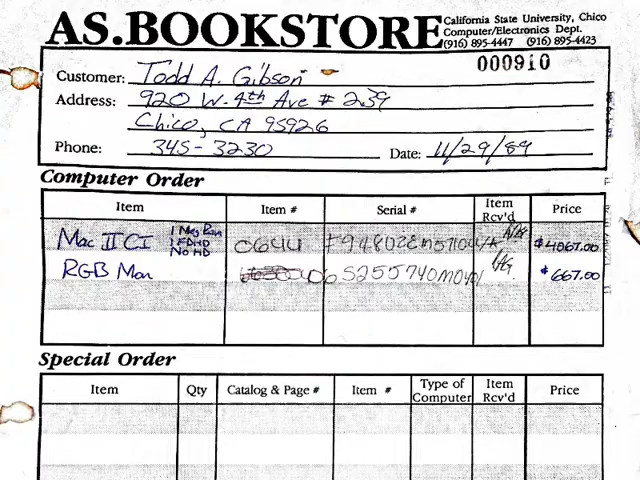 AS.BOOKSTORE
California State University, Chico
Computer/Electronics Dept.
(916) 895-4447 (916) 895-4423
000910
Customer: Todd A. Gibson
Address: 920 W. 4th Ave # 239
Chico, CA 95926
Phone: 345-3230 Date: 11/29/89
Computer Order
Item Item # Serial # Item Rcv'd Price
Mac IICI 1 Meg Ram 1 FDHD No HD 0644 $4067.00
RGB Mon $667.00
Special Order
Item Qty Catalog & Page # Item # Type of Computer Item Rcv'd Price